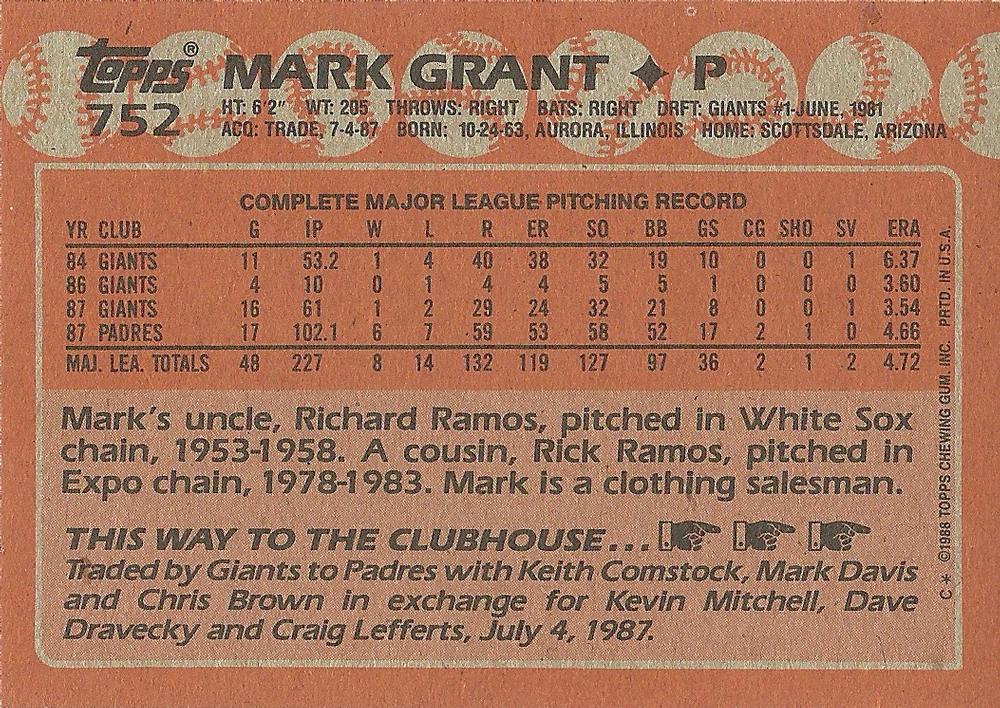 topps® MARK GRANT ✦ P
752 HT: 6'2" WT: 205 THROWS: RIGHT BATS: RIGHT DRFT: GIANTS #1-JUNE, 1981
ACQ: TRADE, 7-4-87 BORN: 10-24-63, AURORA, ILLINOIS HOME: SCOTTSDALE, ARIZONA
COMPLETE MAJOR LEAGUE PITCHING RECORD
YR CLUB G IP W L R ER SO BB GS CG SHO SV ERA
84 GIANTS 11 53.2 1 4 40 38 32 19 10 0 0 1 6.37
86 GIANTS 4 10 0 1 4 4 5 5 1 0 0 0 3.60
87 GIANTS 16 61 1 2 29 24 32 21 8 0 0 1 3.54
87 PADRES 17 102.1 6 7 59 53 58 52 17 2 1 0 4.66
MAJ. LEA. TOTALS 48 227 8 14 132 119 127 97 36 2 1 2 4.72
Mark's uncle, Richard Ramos, pitched in White Sox
chain, 1953-1958. A cousin, Rick Ramos, pitched in
Expo chain, 1978-1983. Mark is a clothing salesman.
THIS WAY TO THE CLUBHOUSE...
Traded by Giants to Padres with Keith Comstock, Mark Davis
and Chris Brown in exchange for Kevin Mitchell, Dave
Dravecky and Craig Lefferts, July 4, 1987.
C * ©1988 TOPPS CHEWING GUM, INC. PRTD. IN U.S.A.